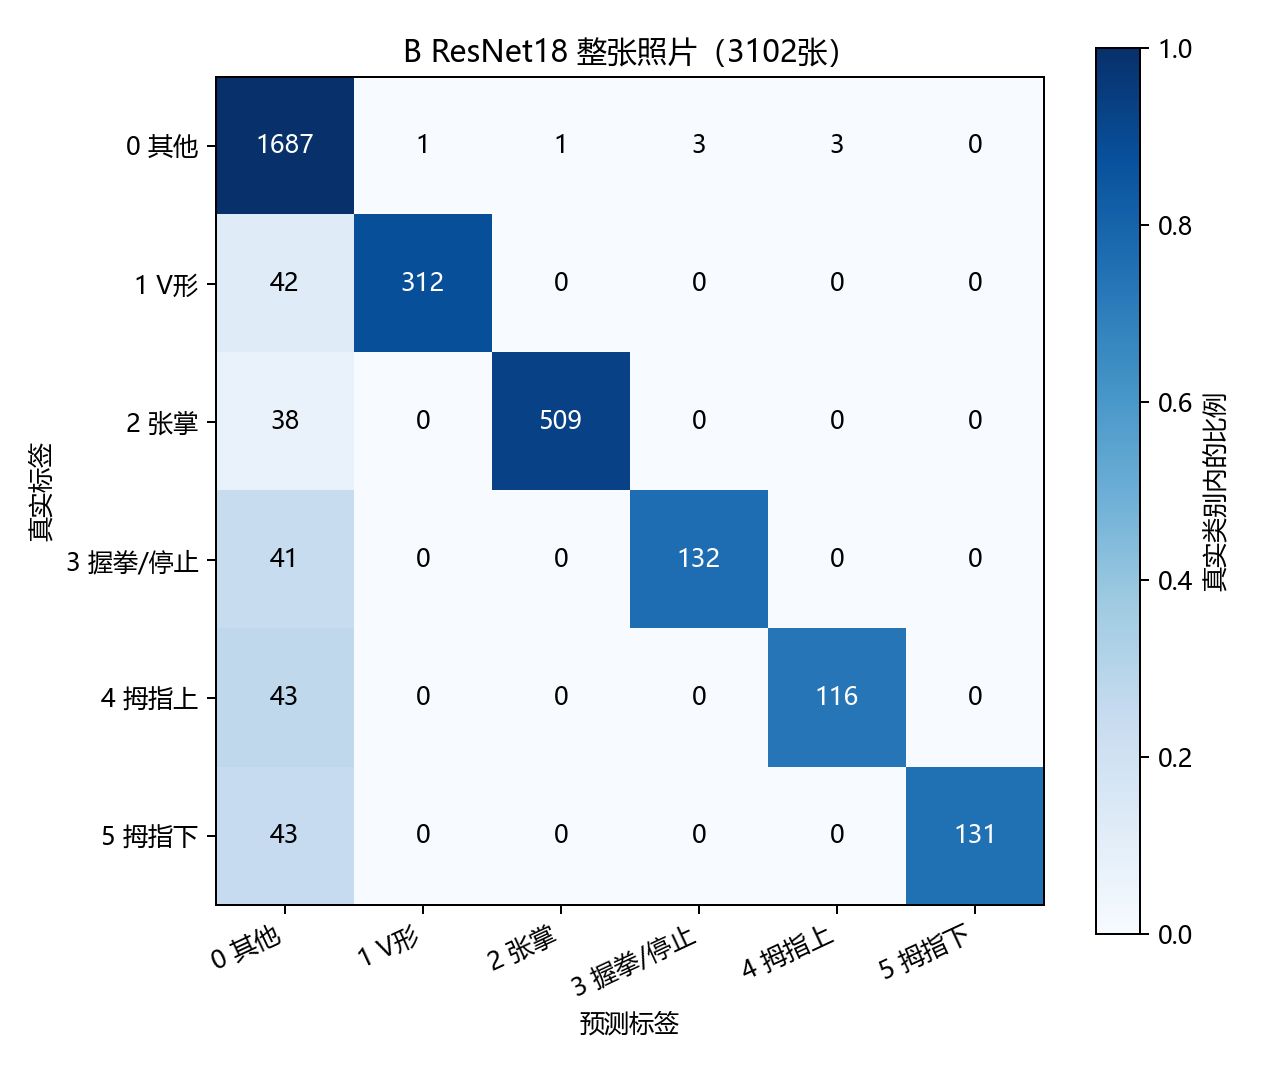 B ResNet18 整张照片（3102张）
0 其他
1687 1 1 3 3 0
1 V形
42 312 0 0 0 0
2 张掌
38 0 509 0 0 0
3 握拳/停止
41 0 0 132 0 0
4 拇指上
43 0 0 0 116 0
5 拇指下
43 0 0 0 0 131
真实标签
0 其他
1 V形
2 张掌
3 握拳/停止
4 拇指上
5 拇指下
预测标签
1.0
0.8
0.6
0.4
0.2
0.0
真实类别内的比例